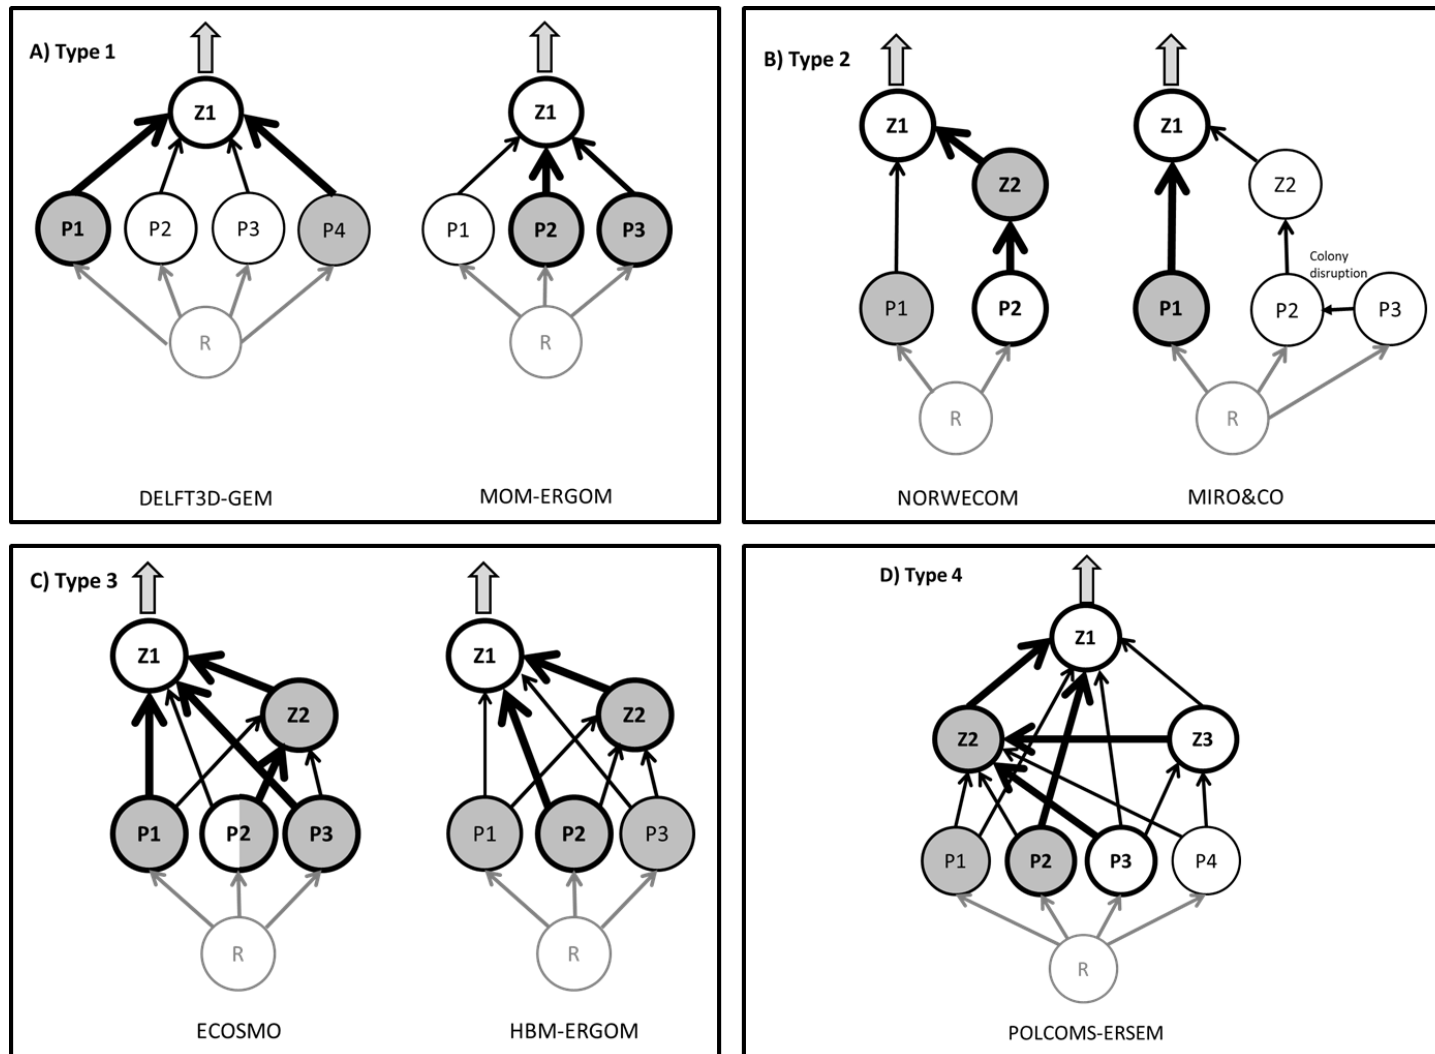 A) Type 1
Z1
P1
P2
P3
P4
R
DELFT3D-GEM
Z1
P1
P2
P3
R
MOM-ERGOM
B) Type 2
Z1
Z2
P1
P2
R
NORWECOM
Z1
Z2
Colony
disruption
P1
P2
P3
R
MIRO&CO
C) Type 3
Z1
Z2
P1
P2
P3
R
ECOSMO
Z1
Z2
P1
P2
P3
R
HBM-ERGOM
D) Type 4
Z1
Z2
Z3
P1
P2
P3
P4
R
POLCOMS-ERSEM